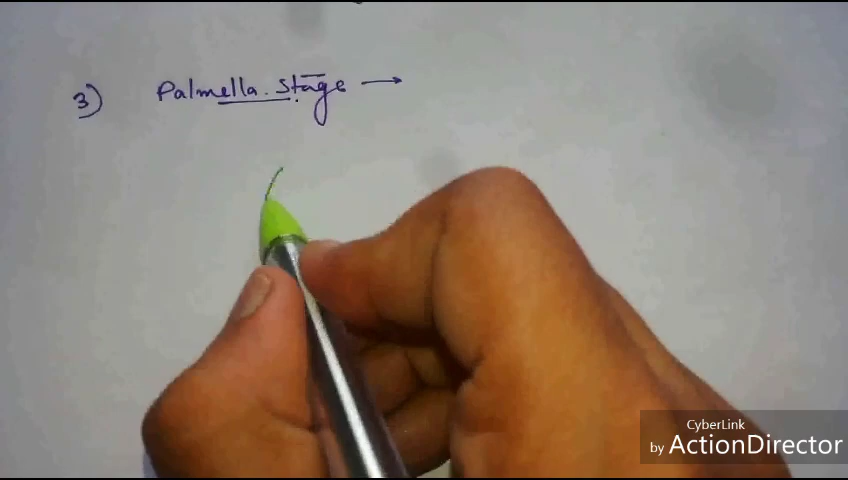 3) Palmella. Stage →
CyberLink
by ActionDirector